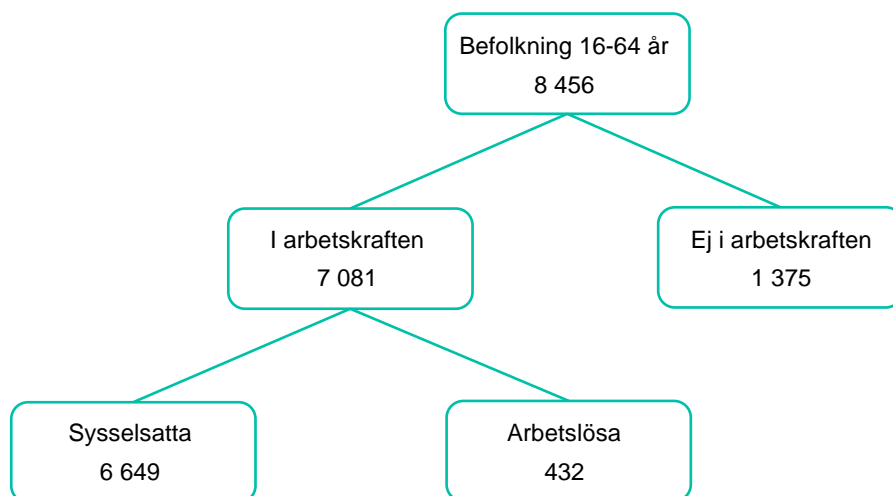 Befolkning 16-64 år
8 456
I arbetskraften
7 081
Ej i arbetskraften
1 375
Sysselsatta
6 649
Arbetslösa
432